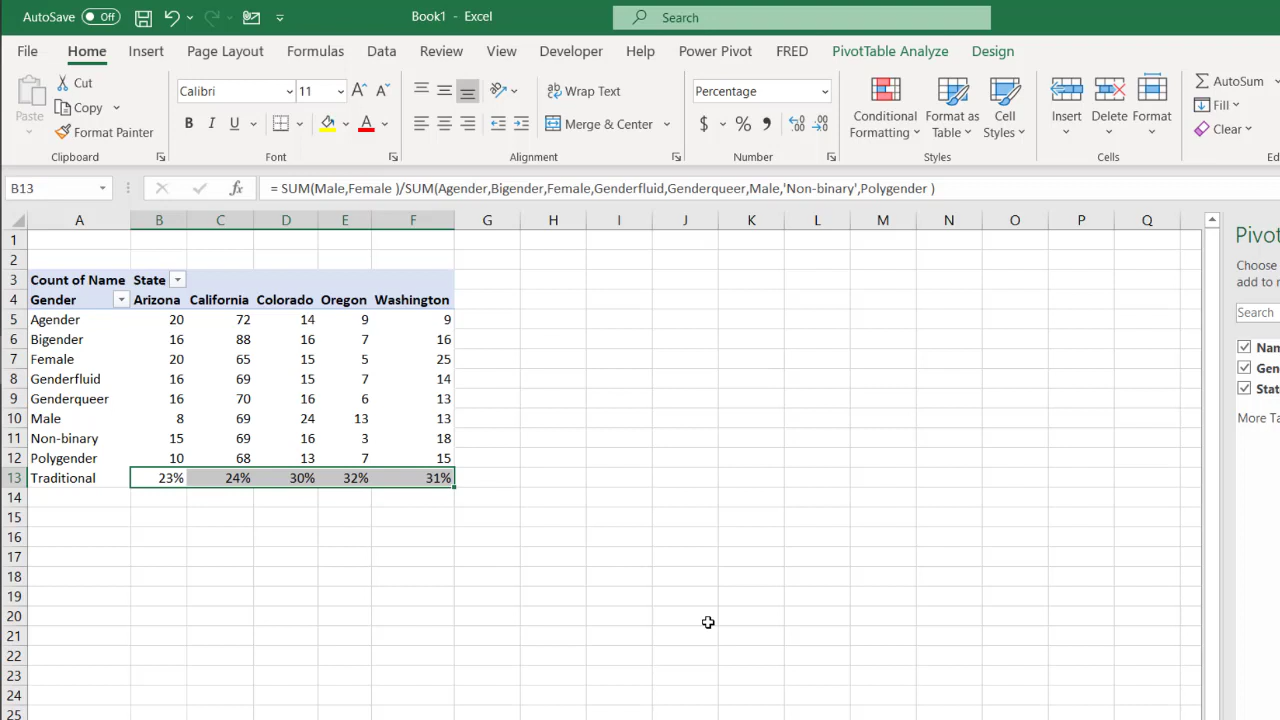 AutoSave Off Book1 - Excel Search
File Home Insert Page Layout Formulas Data Review View Developer Help Power Pivot FRED PivotTable Analyze Design
Cut Calibri 11 Wrap Text Percentage AutoSum
Paste Copy Conditional Format as Cell Insert Delete Format Fill
Format Painter B I U A Merge & Center $ % Formatting Table Styles Clear
Clipboard Font Alignment Number Styles Cells Ed
B13 fx = SUM(Male,Female )/SUM(Agender,Bigender,Female,Genderfluid,Genderqueer,Male,'Non-binary',Polygender )
A B C D E F G H I J K L M N O P Q
1
2
3 Count of Name State
4 Gender Arizona California Colorado Oregon Washington
5 Agender 20 72 14 9 9
6 Bigender 16 88 16 7 16
7 Female 20 65 15 5 25
8 Genderfluid 16 69 15 7 14
9 Genderqueer 16 70 16 6 13
10 Male 8 69 24 13 13
11 Non-binary 15 69 16 3 18
12 Polygender 10 68 13 7 15
13 Traditional 23% 24% 30% 32% 31%
14
15
16
17
18
19
20
21
22
23
24
25
Pivot
Choose
add to r
Search
Nam
Gen
Stat
More Ta